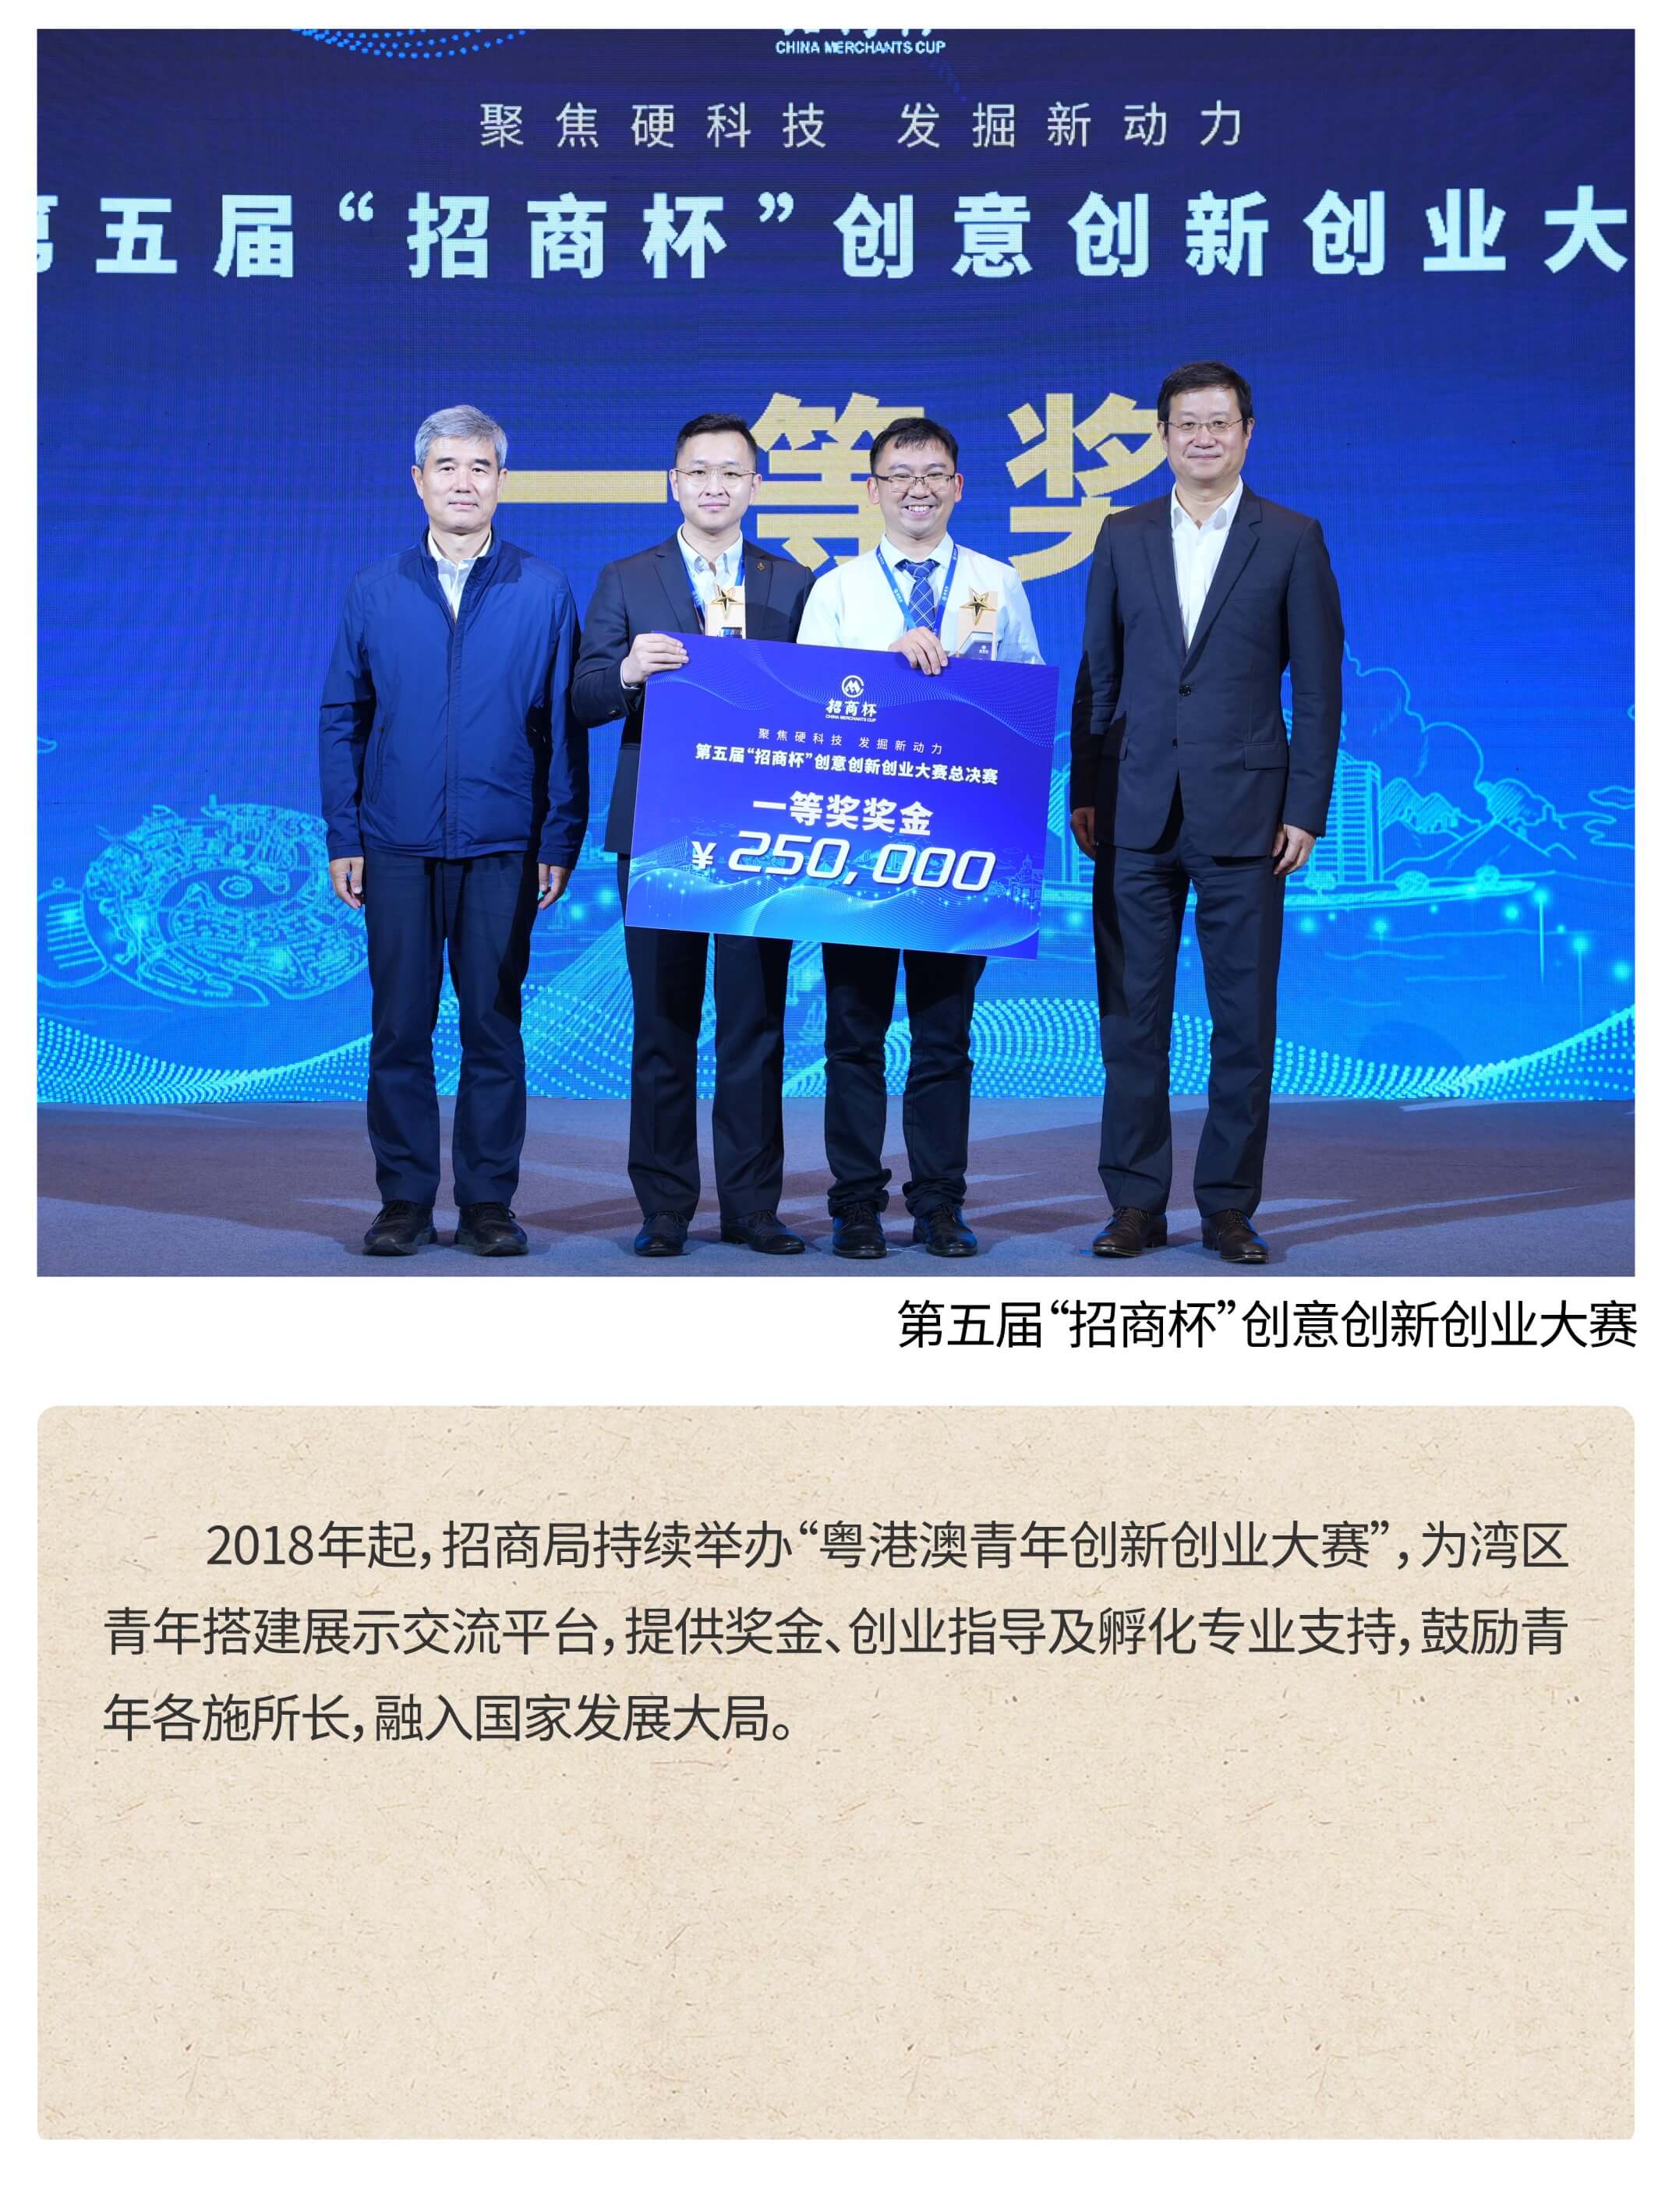 CHINA MERCHANTS CUP
聚焦硬科技 发掘新动力
五届“招商杯”创意创新创业大
一等奖
招商杯
CHINA MERCHANTS CUP
聚焦硬科技 发掘新动力
第五届“招商杯”创意创新创业大赛总决赛
一等奖奖金
¥ 250,000
第五届“招商杯”创意创新创业大赛
2018年起，招商局持续举办“粤港澳青年创新创业大赛”，为湾区
青年搭建展示交流平台，提供奖金、创业指导及孵化专业支持，鼓励青
年各施所长，融入国家发展大局。